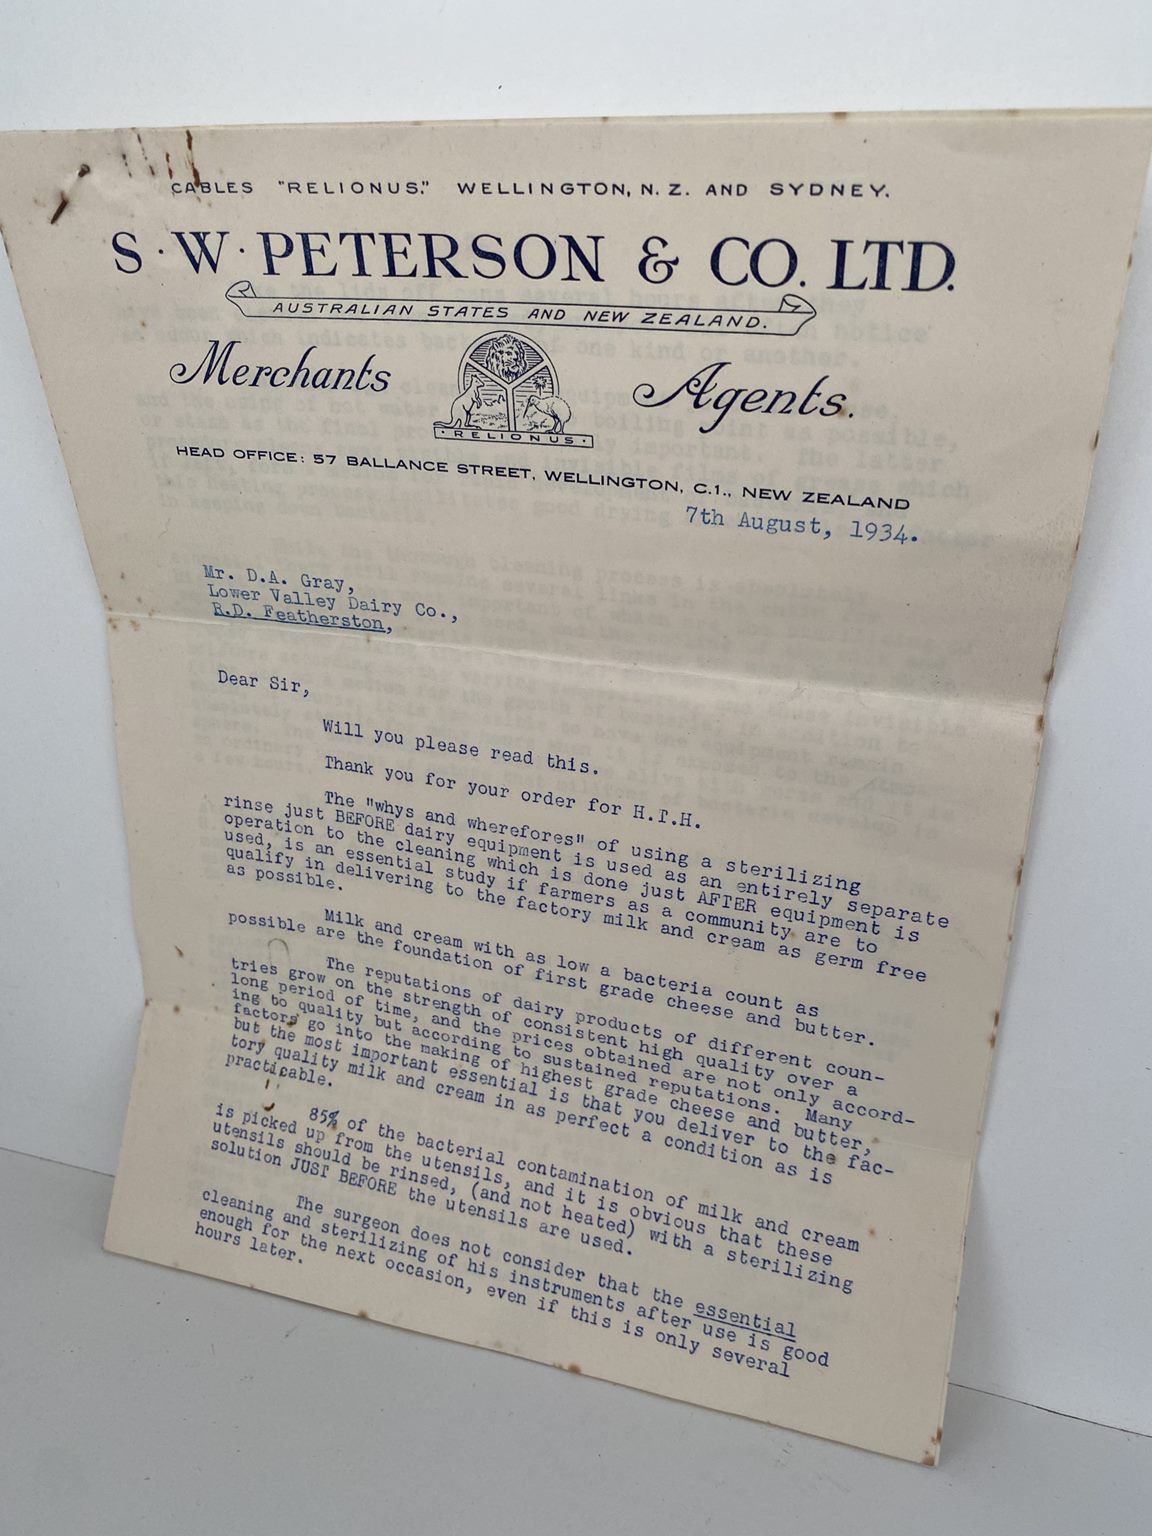 CABLES "RELIONUS." WELLINGTON, N.Z. AND SYDNEY.
S·W·PETERSON & CO. LTD.
AUSTRALIAN STATES AND NEW ZEALAND.
Merchants Agents.
·RELIONUS·
HEAD OFFICE: 57 BALLANCE STREET, WELLINGTON, C.1., NEW ZEALAND
7th August, 1934.
Mr. D.A. Gray,
Lower Valley Dairy Co.,
R.D. Featherston,
Dear Sir,
Will you please read this.
Thank you for your order for H.T.H.
The "whys and wherefores" of using a sterilizing
rinse just BEFORE dairy equipment is used as an entirely separate
operation to the cleaning which is done just AFTER equipment is
used, is an essential study if farmers as a community are to
qualify in delivering to the factory milk and cream as germ free
as possible.
Milk and cream with as low a bacteria count as
possible are the foundation of first grade cheese and butter.
The reputations of dairy products of different coun-
tries grow on the strength of consistent high quality over a
long period of time, and the prices obtained are not only accord-
ing to quality but according to sustained reputations. Many
factors go into the making of highest grade cheese and butter,
but the most important essential is that you deliver to the fac-
tory quality milk and cream in as perfect a condition as is
practicable.
85% of the bacterial contamination of milk and cream
is picked up from the utensils, and it is obvious that these
utensils should be rinsed, (and not heated) with a sterilizing
solution JUST BEFORE the utensils are used.
The surgeon does not consider that the essential
cleaning and sterilizing of his instruments after use is good
enough for the next occasion, even if this is only several
hours later.